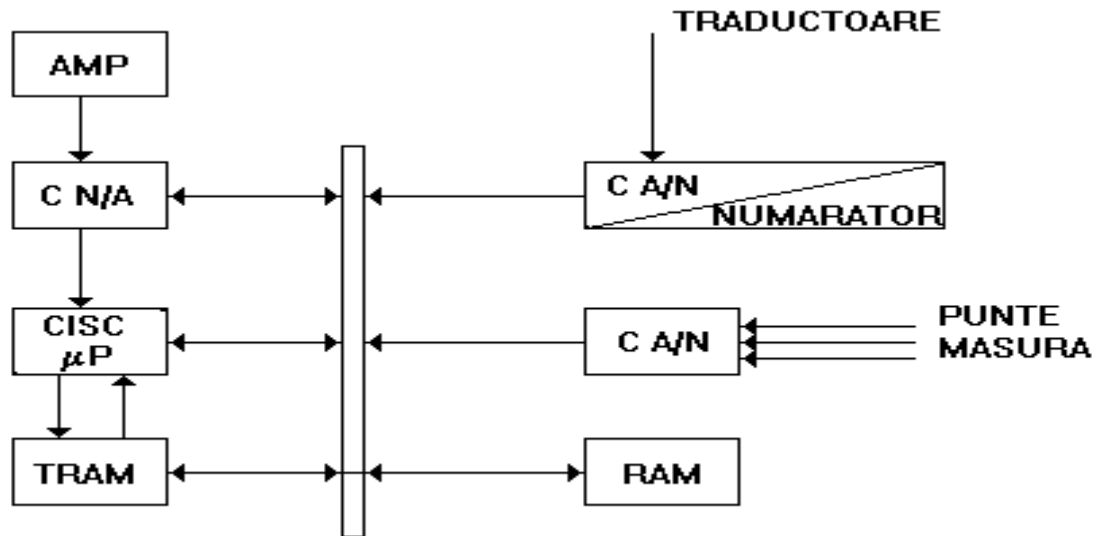 TRADUCTOARE
AMP
C N/A
C A/N
NUMARATOR
CISC
μP
C A/N
PUNTE
MASURA
TRAM
RAM